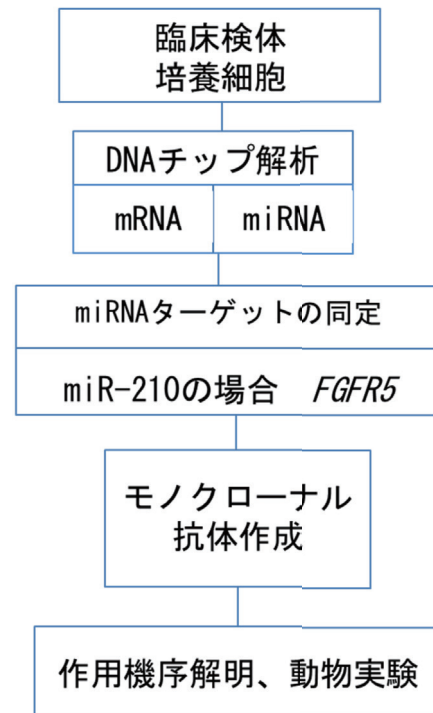 臨床検体
培養細胞
DNAチップ解析
mRNA miRNA
miRNAターゲットの同定
miR-210の場合 FGFR5
モノクローナル
抗体作成
作用機序解明、動物実験